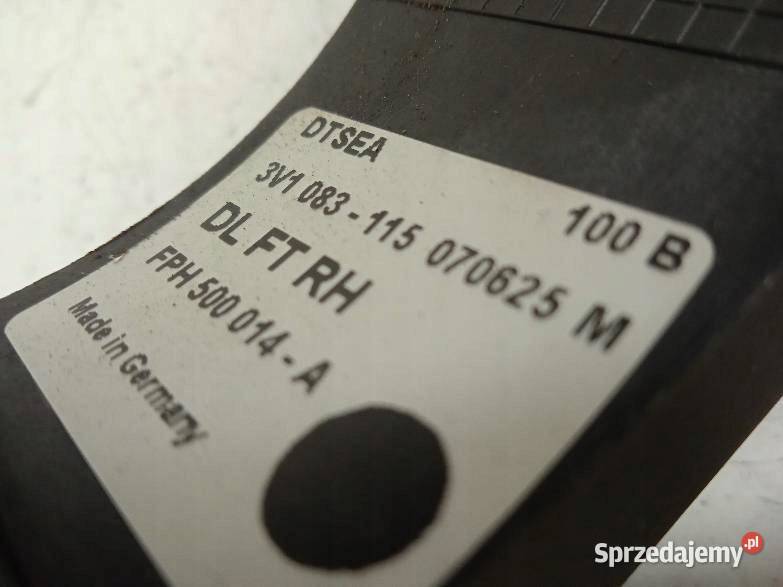 DTSEA
100 B
3V1 083 - 115 070625 M
DL FT RH
FPH 500 014 - A
Made in Germany
Sprzedajemy.pl